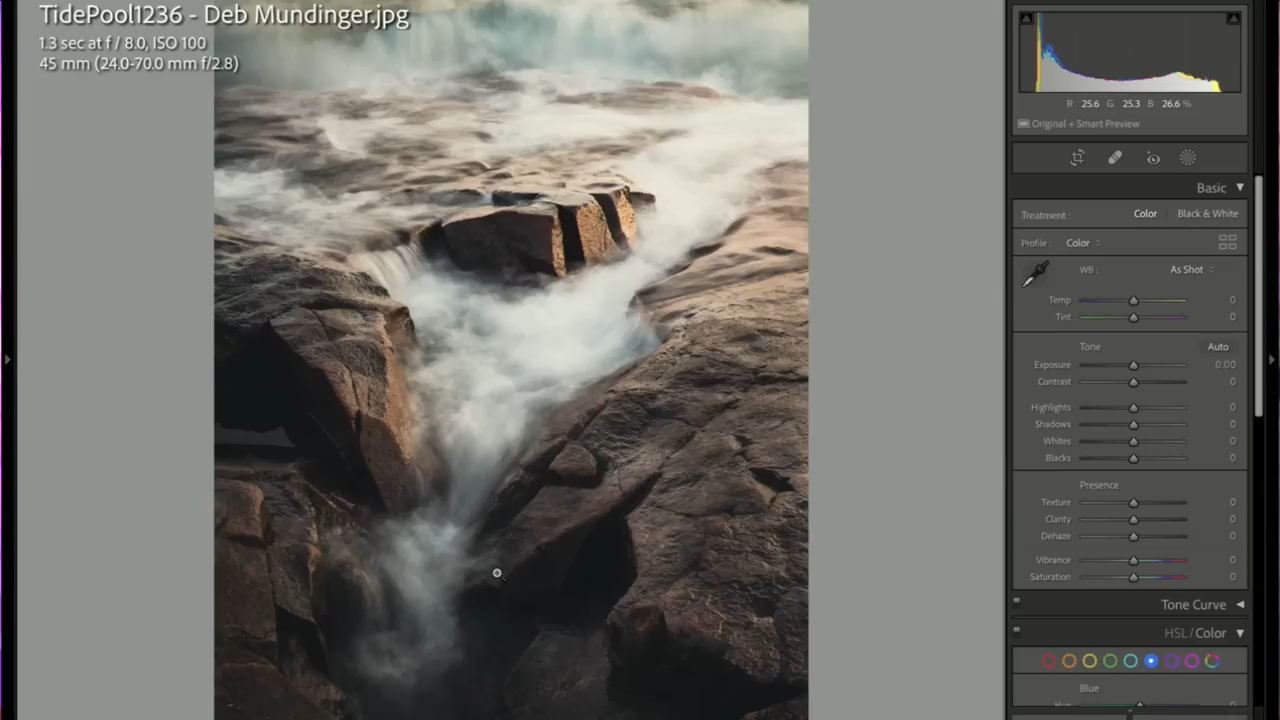 TidePool1236 - Deb Mundinger.jpg
1.3 sec at f / 8.0, ISO 100
45 mm (24.0-70.0 mm f/2.8)
R 25.6 G 25.3 B 26.6 %
Original + Smart Preview
Basic
Treatment : Color Black & White
Profile : Color
WB : As Shot
Temp 0
Tint 0
Tone Auto
Exposure 0.00
Contrast 0
Highlights 0
Shadows 0
Whites 0
Blacks 0
Presence
Texture 0
Clarity 0
Dehaze 0
Vibrance 0
Saturation 0
Tone Curve
HSL / Color
Blue